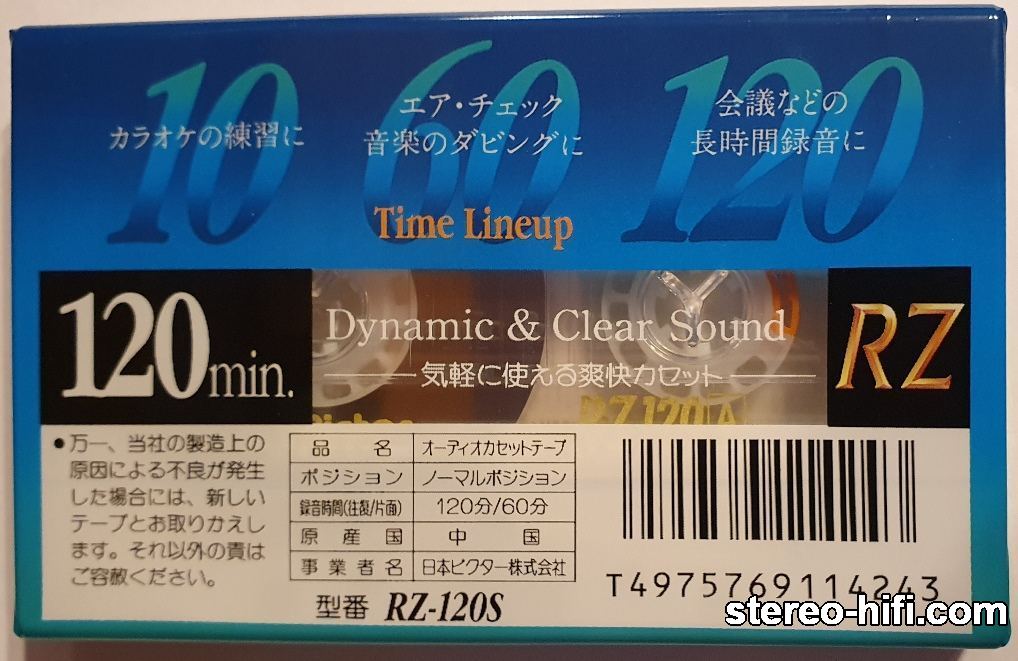 10
60
120
カラオケの練習に
エア・チェック
音楽のダビングに
会議などの
長時間録音に
Time Lineup
120min.
Dynamic & Clear Sound
気軽に使える爽快カセット
RZ
RZ 120 A
●万一、当社の製造上の
原因による不良が発生
した場合には、新しい
テープとお取りかえし
ます。それ以外の責は
ご容赦ください。
品名 オーディオカセットテープ
ポジション ノーマルポジション
録音時間(往復/片面) 120分/60分
原産国 中国
事業者名 日本ビクター株式会社
型番 RZ-120S
T4975769114243
stereo-hifi.com